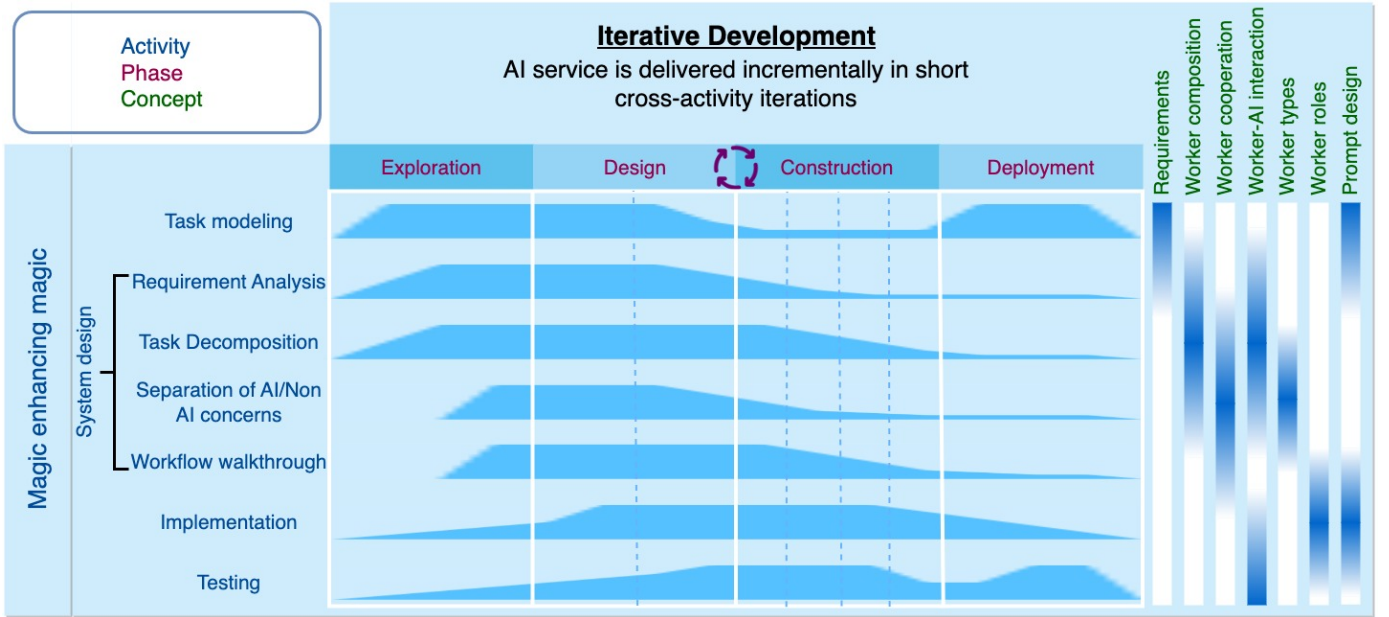 Activity
Phase
Concept
Iterative Development
AI service is delivered incrementally in short
cross-activity iterations
Requirements
Worker composition
Worker cooperation
Worker-AI interaction
Worker types
Worker roles
Prompt design
Exploration
Design
Construction
Deployment
Magic enhancing magic
System design
Task modeling
Requirement Analysis
Task Decomposition
Separation of AI/Non
AI concerns
Workflow walkthrough
Implementation
Testing